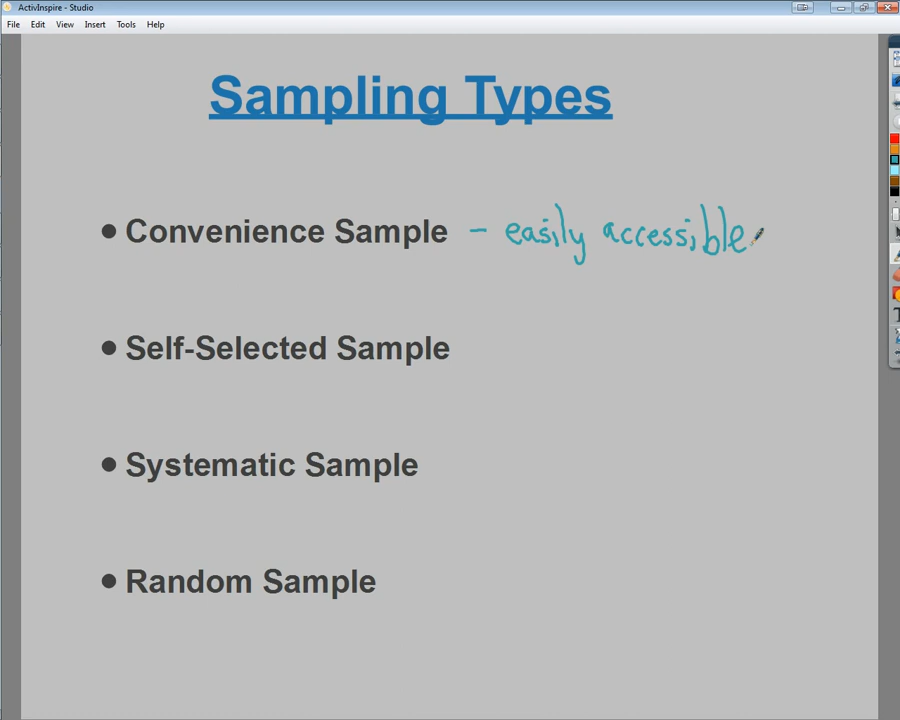 ActivInspire - Studio
File Edit View Insert Tools Help
Sampling Types
• Convenience Sample - easily accessible
• Self-Selected Sample
• Systematic Sample
• Random Sample